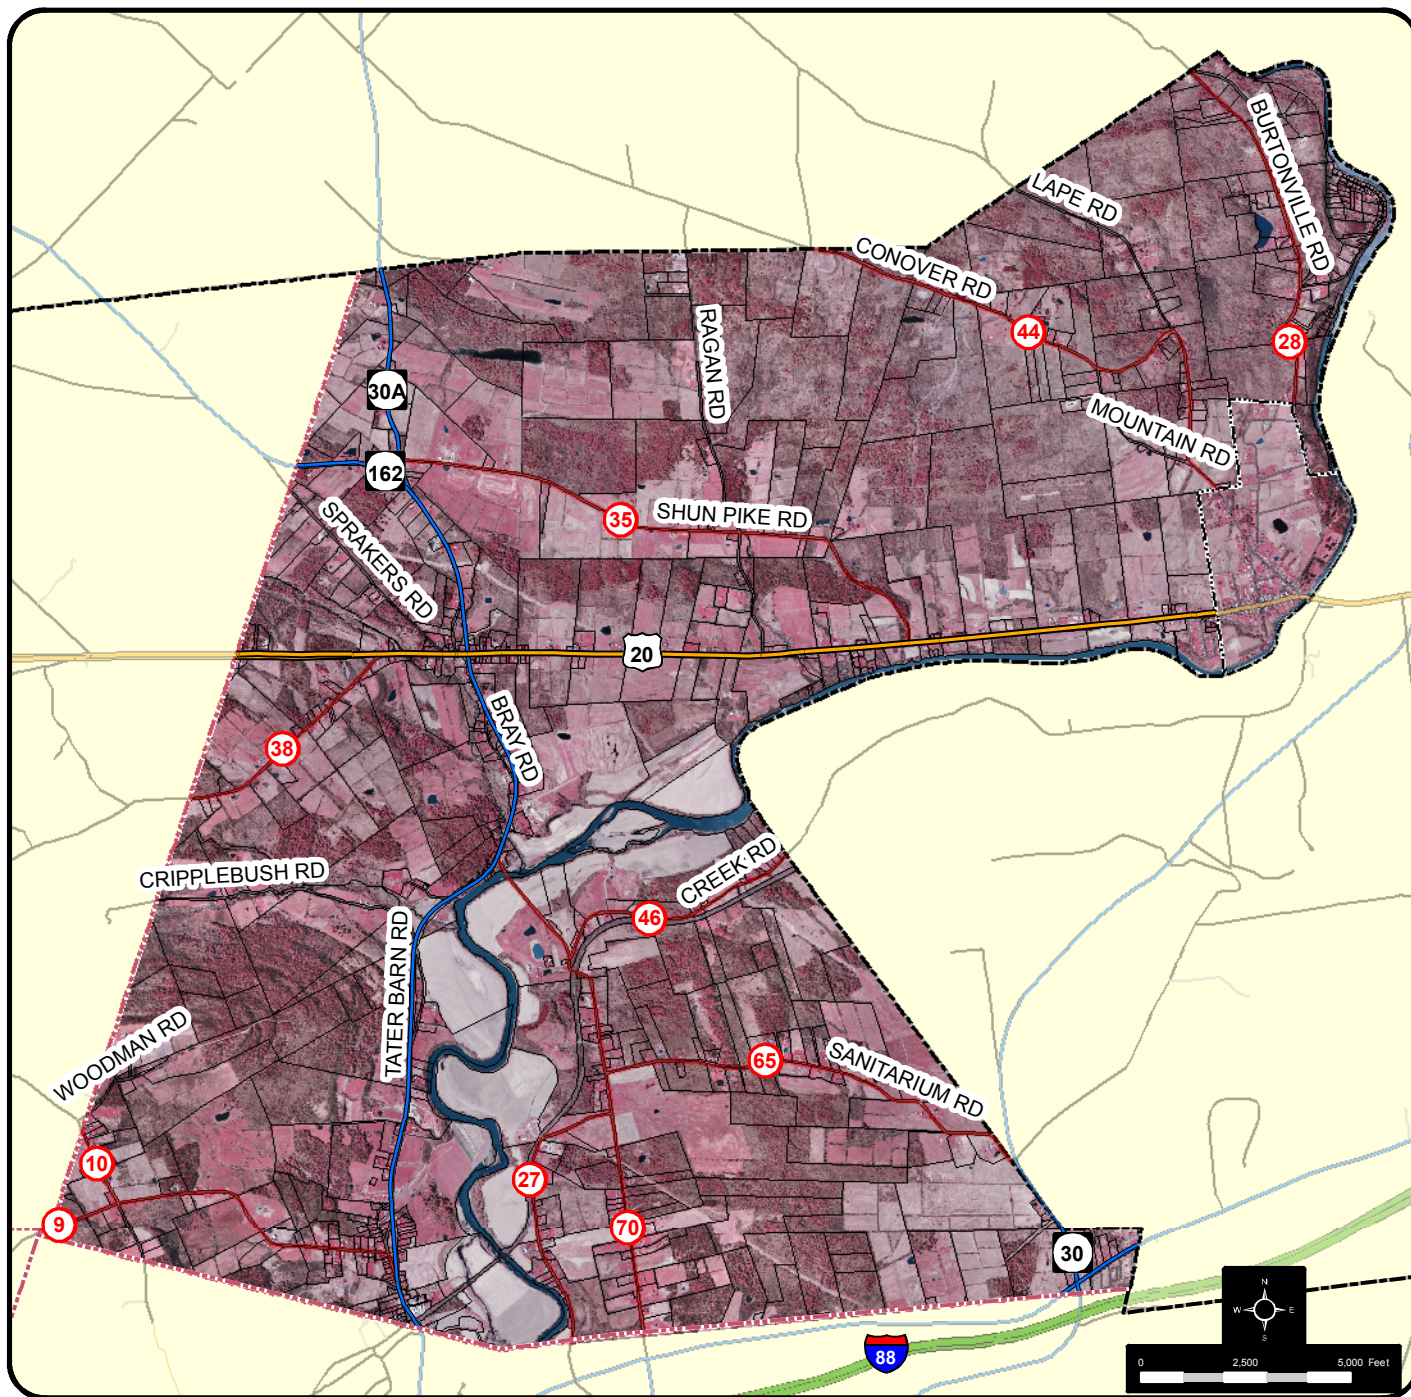 BURTONVILLE RD
LAPE RD
CONOVER RD
44
28
RAGAN RD
30A
MOUNTAIN RD
162
35
SHUN PIKE RD
SPRAKERS RD
20
BRAY RD
38
CRIPPLEBUSH RD
CREEK RD
46
TATER BARN RD
WOODMAN RD
65
SANITARIUM RD
10
27
9
70
30
88
N
W E
S
0 2,500 5,000 Feet